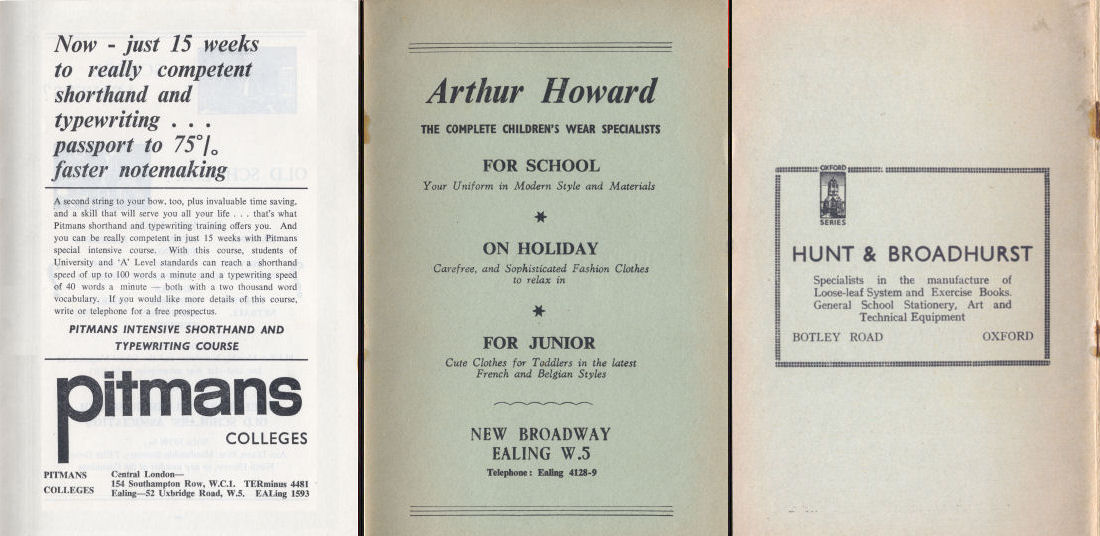 Now - just 15 weeks
to really competent
shorthand and
typewriting . . .
passport to 75°/o
faster notemaking
A second string to your bow, too, plus invaluable time saving,
and a skill that will serve you all your life . . . that's what
Pitmans shorthand and typewriting training offers you. And
you can be really competent in just 15 weeks with Pitmans
special intensive course. With this course, students of
University and 'A' Level standards can reach a shorthand
speed of up to 100 words a minute and a typewriting speed
of 40 words a minute — both with a two thousand word
vocabulary. If you would like more details of this course,
write or telephone for a free prospectus.
PITMANS INTENSIVE SHORTHAND AND
TYPEWRITING COURSE
pitmans
COLLEGES
PITMANS
COLLEGES
Central London—
154 Southampton Row, W.C.1. TERminus 4481
Ealing—52 Uxbridge Road, W.5. EALing 1593
Arthur Howard
THE COMPLETE CHILDREN'S WEAR SPECIALISTS
FOR SCHOOL
Your Uniform in Modern Style and Materials
ON HOLIDAY
Carefree, and Sophisticated Fashion Clothes
to relax in
FOR JUNIOR
Cute Clothes for Toddlers in the latest
French and Belgian Styles
NEW BROADWAY
EALING W.5
Telephone: Ealing 4128-9
OXFORD
SERIES
HUNT & BROADHURST
Specialists in the manufacture of
Loose-leaf System and Exercise Books.
General School Stationery, Art and
Technical Equipment
BOTLEY ROAD OXFORD